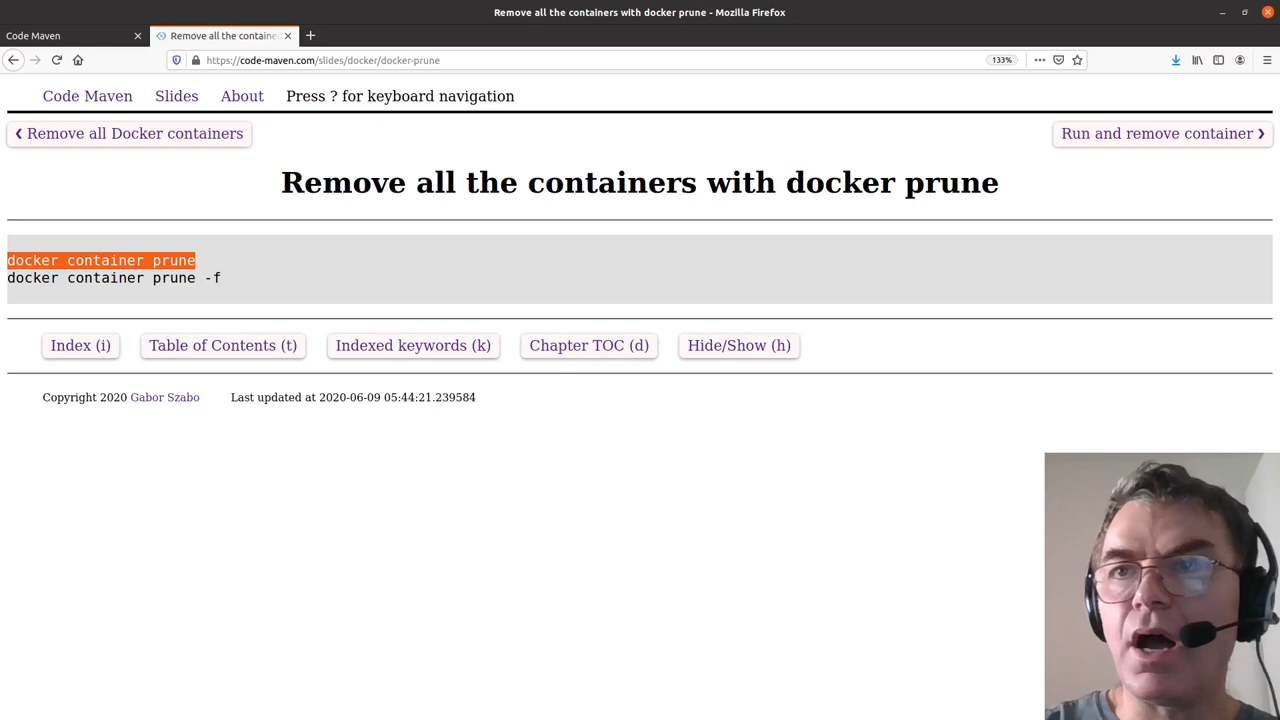 Remove all the containers with docker prune - Mozilla Firefox
Code Maven
Remove all the containe
https://code-maven.com/slides/docker/docker-prune
133%
Code Maven Slides About Press ? for keyboard navigation
❮ Remove all Docker containers
Run and remove container ❯
Remove all the containers with docker prune
docker container prune
docker container prune -f
Index (i) Table of Contents (t) Indexed keywords (k) Chapter TOC (d) Hide/Show (h)
Copyright 2020 Gabor Szabo Last updated at 2020-06-09 05:44:21.239584